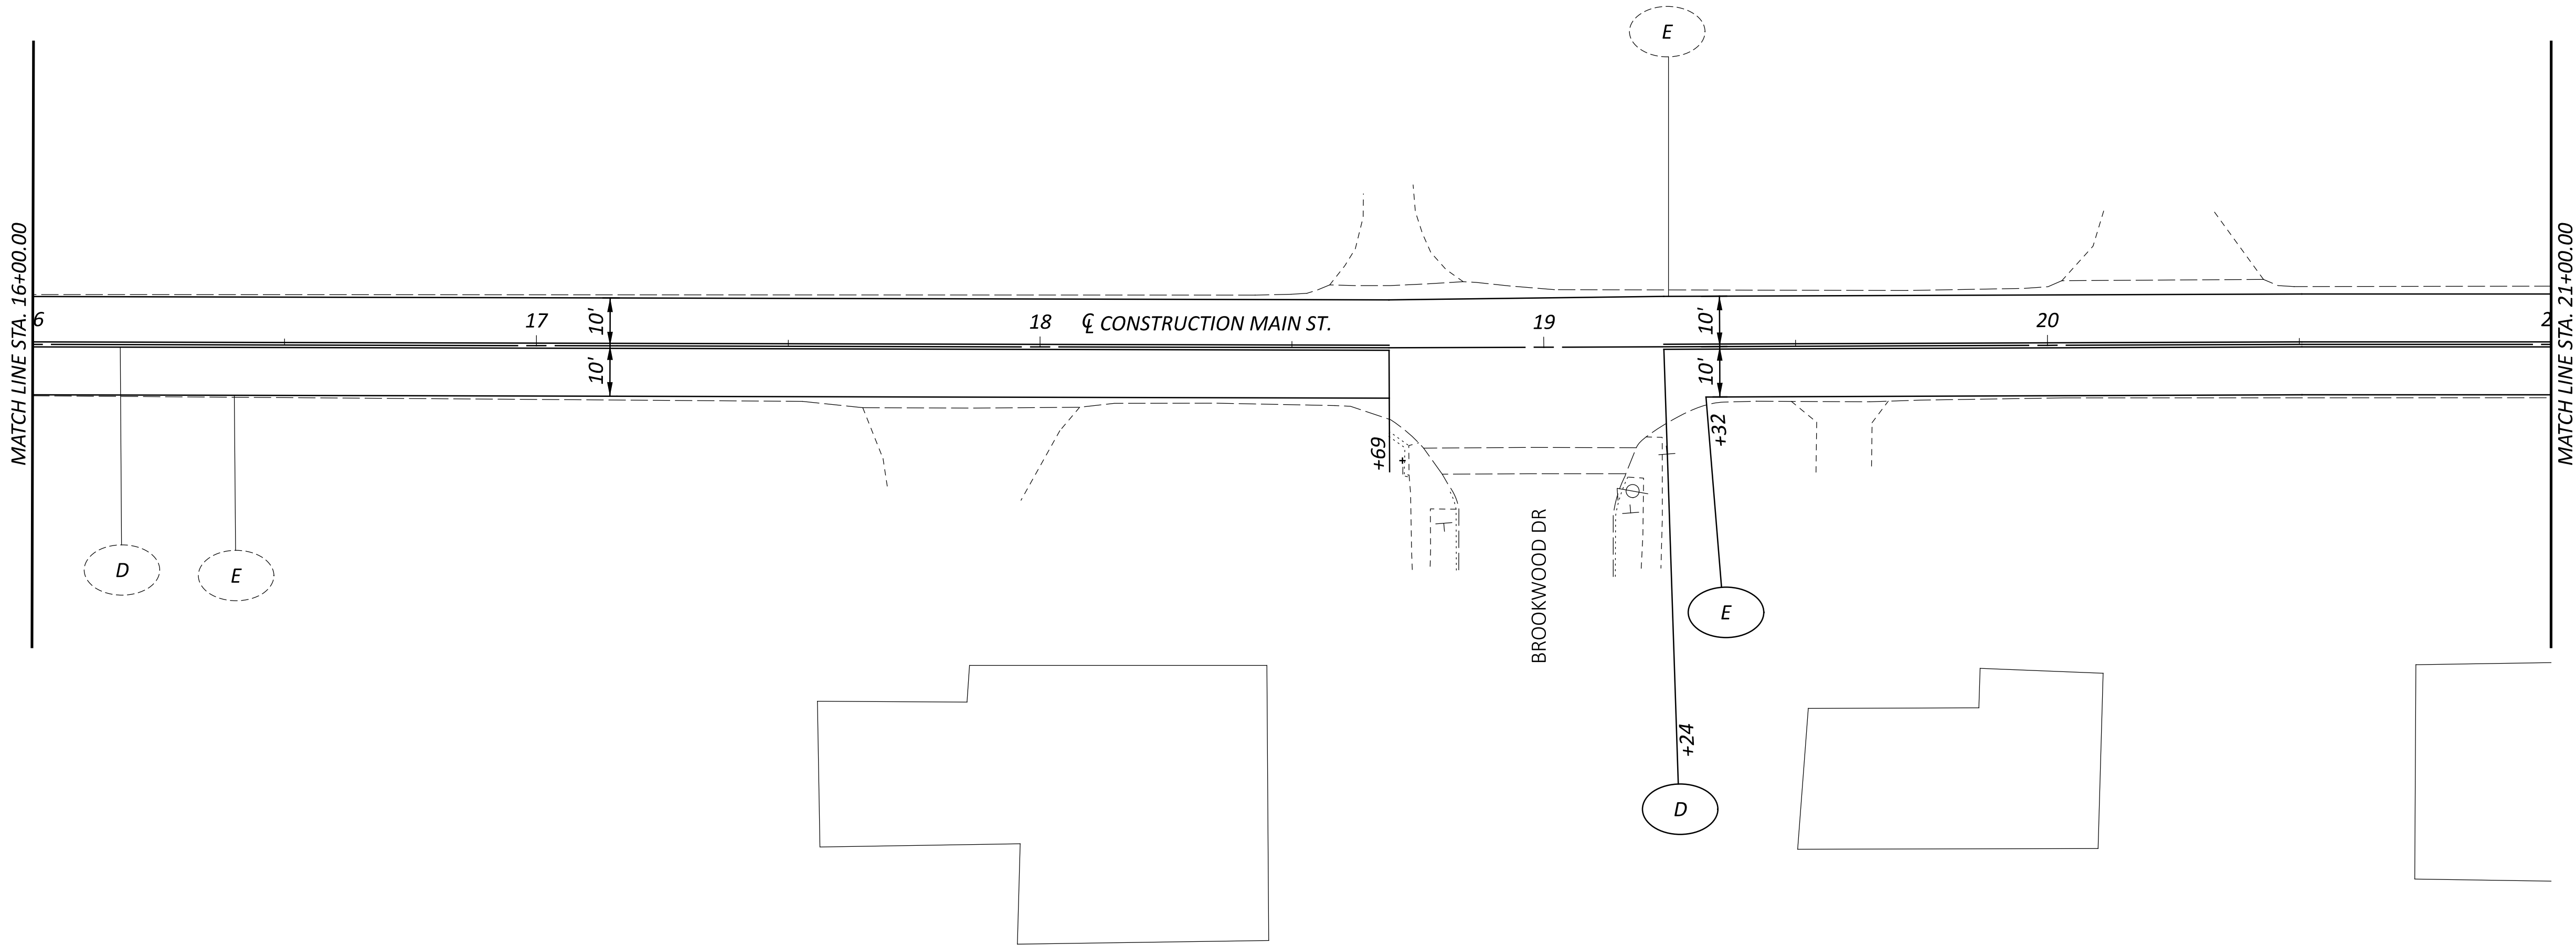 E
MATCH LINE STA. 16+00.00
6
17
10'
18
℄ CONSTRUCTION MAIN ST.
19
10'
20
2
MATCH LINE STA. 21+00.00
10'
10'
+69
+32
D
E
BROOKWOOD DR
E
+24
D